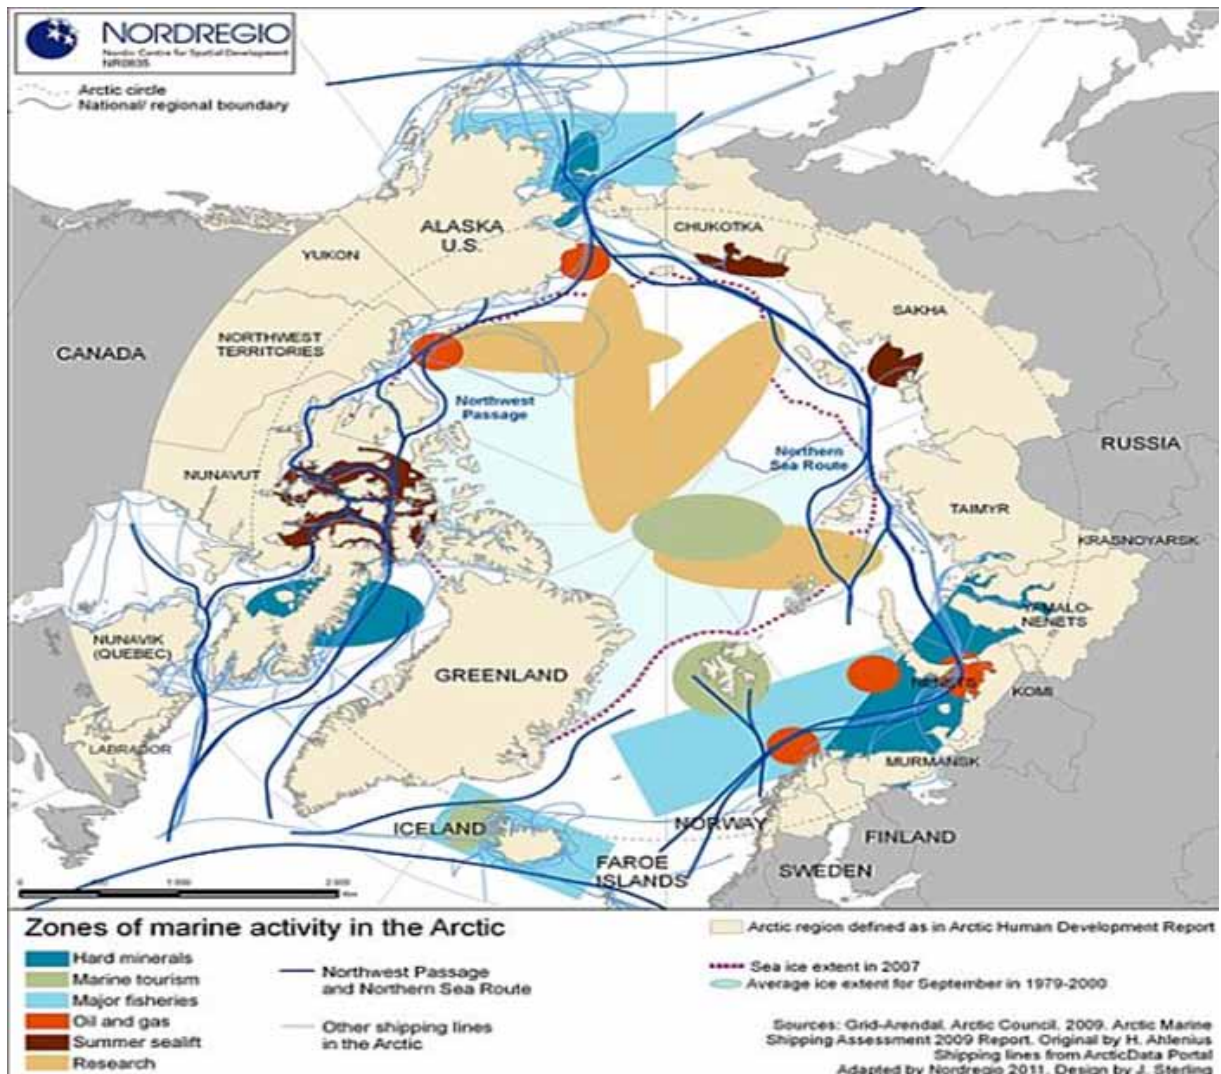 NORDREGIO
Nordic Centre for Spatial Development
NR0835
Arctic circle
National/ regional boundary
ALASKA
U.S.
CHUKOTKA
YUKON
SAKHA
NORTHWEST
TERRITORIES
CANADA
Northwest
Passage
RUSSIA
Northern
Sea Route
NUNAVUT
TAIMYR
KRASNOYARSK
YAMALO-
NENETS
NUNAVIK
(QUEBEC)
GREENLAND
NENETS
KOMI
LABRADOR
MURMANSK
ICELAND
NORWAY
FINLAND
FAROE
ISLANDS
SWEDEN
Zones of marine activity in the Arctic
Hard minerals
Marine tourism
Major fisheries
Oil and gas
Summer sealift
Research
Northwest Passage
and Northern Sea Route
Other shipping lines
in the Arctic
Arctic region defined as in Arctic Human Development Report
Sea ice extent in 2007
Average ice extent for September in 1979-2000
Sources: Grid-Arendal. Arctic Council. 2009. Arctic Marine
Shipping Assessment 2009 Report. Original by H. Ahlenius
Shipping lines from ArcticData Portal
Adapted by Nordregio 2011. Design by J. Sterling